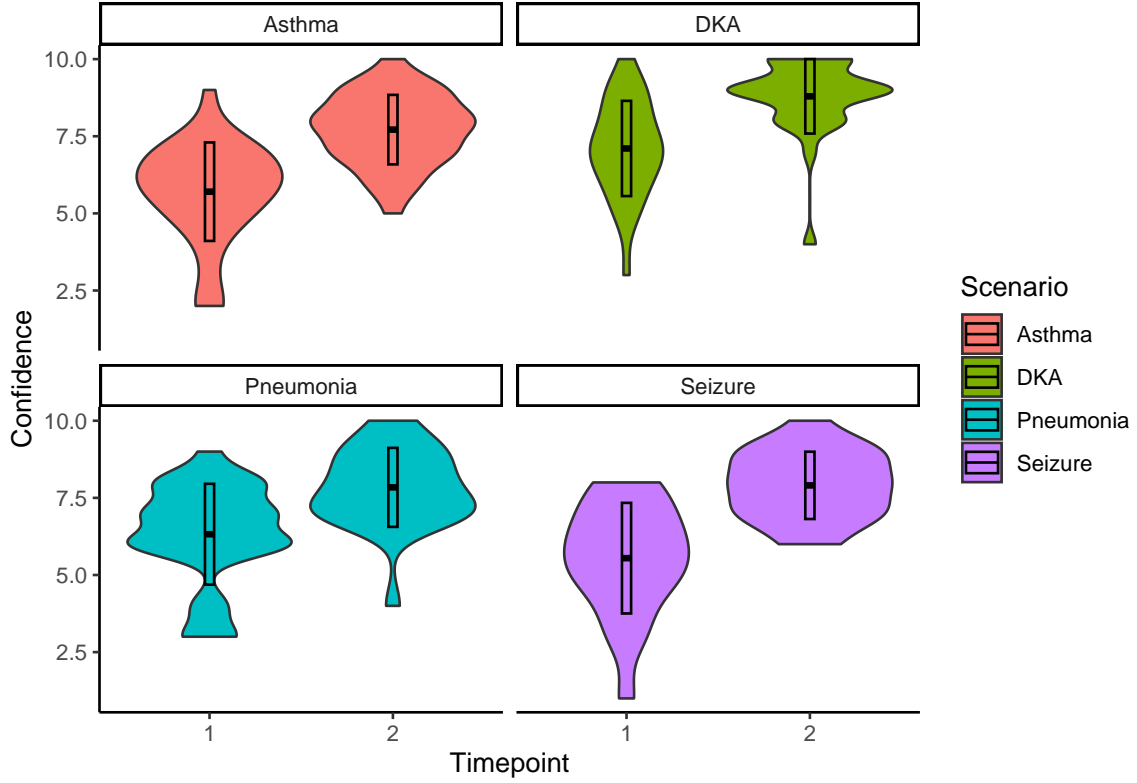 Asthma
DKA
10.0
7.5
5.0
2.5
Pneumonia
Seizure
10.0
7.5
5.0
2.5
1
2
1
2
Timepoint
Confidence
Scenario
Asthma
DKA
Pneumonia
Seizure